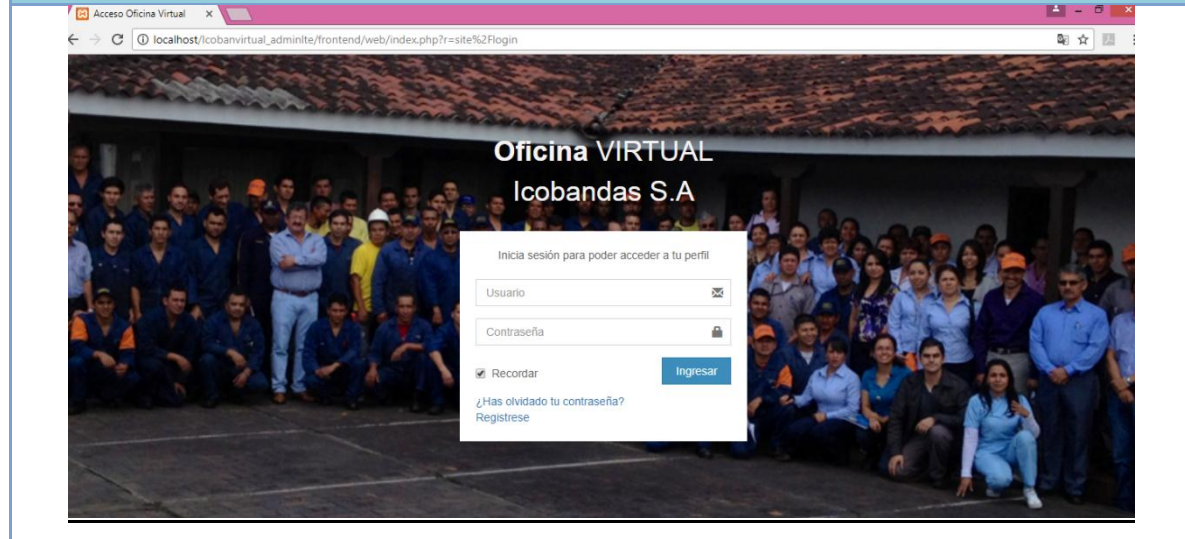 Acceso Oficina Virtual
localhost/Icobanvirtual_adminlte/frontend/web/index.php?r=site%2Flogin
Oficina VIRTUAL
Icobandas S.A
Inicia sesión para poder acceder a tu perfil
Usuario
Contraseña
Recordar
Ingresar
¿Has olvidado tu contraseña?
Registrese